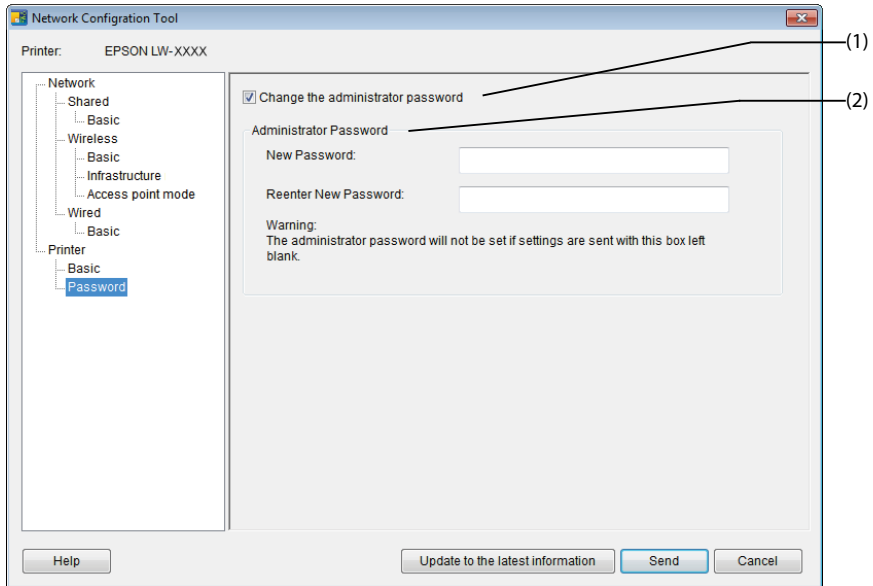 Network Configration Tool
Printer: EPSON LW-XXXX
Network
Shared
Basic
Wireless
Basic
Infrastructure
Access point mode
Wired
Basic
Printer
Basic
Password
Change the administrator password
Administrator Password
New Password:
Reenter New Password:
Warning:
The administrator password will not be set if settings are sent with this box left
blank.
Help
Update to the latest information
Send
Cancel
(1)
(2)